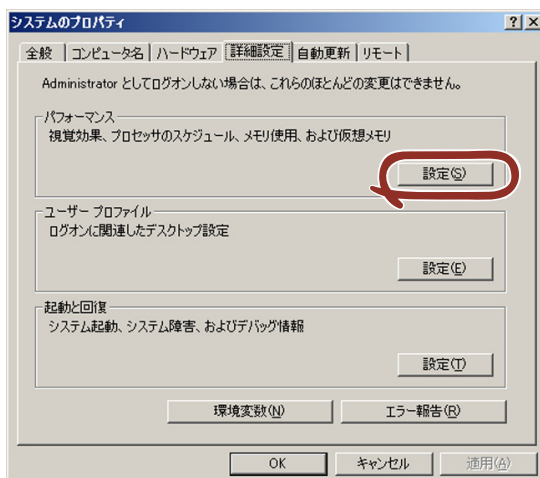 システムのプロパティ
全般 コンピュータ名 ハードウェア 詳細設定 自動更新 リモート
Administrator としてログオンしない場合は、これらのほとんどの変更はできません。
パフォーマンス
視覚効果、プロセッサのスケジュール、メモリ使用、および仮想メモリ
設定(S)
ユーザー プロファイル
ログオンに関連したデスクトップ設定
設定(E)
起動と回復
システム起動、システム障害、およびデバッグ情報
設定(T)
環境変数(N) エラー報告(R)
OK キャンセル 適用(A)